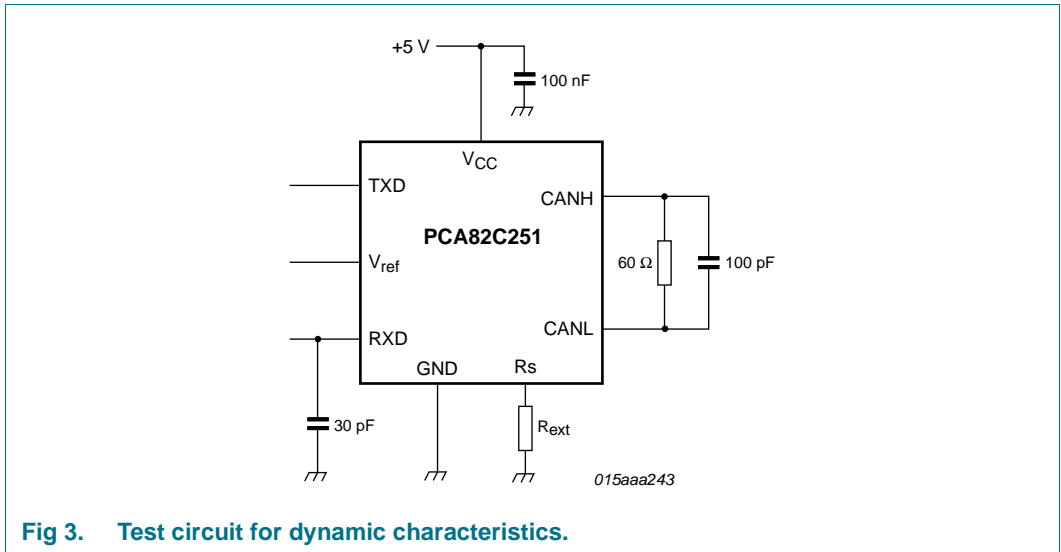 +5 V
100 nF
VCC
TXD
CANH
PCA82C251
Vref
60 Ω
100 pF
RXD
CANL
GND
Rs
30 pF
Rext
015aaa243
Fig 3. Test circuit for dynamic characteristics.